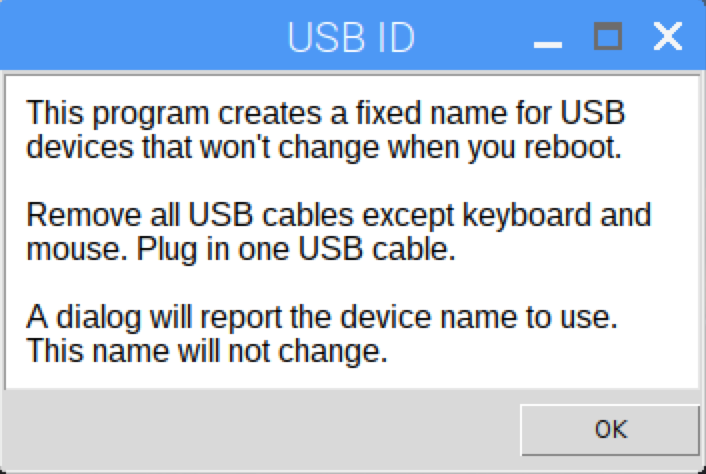 USB ID
This program creates a fixed name for USB
devices that won't change when you reboot.
Remove all USB cables except keyboard and
mouse. Plug in one USB cable.
A dialog will report the device name to use.
This name will not change.
OK